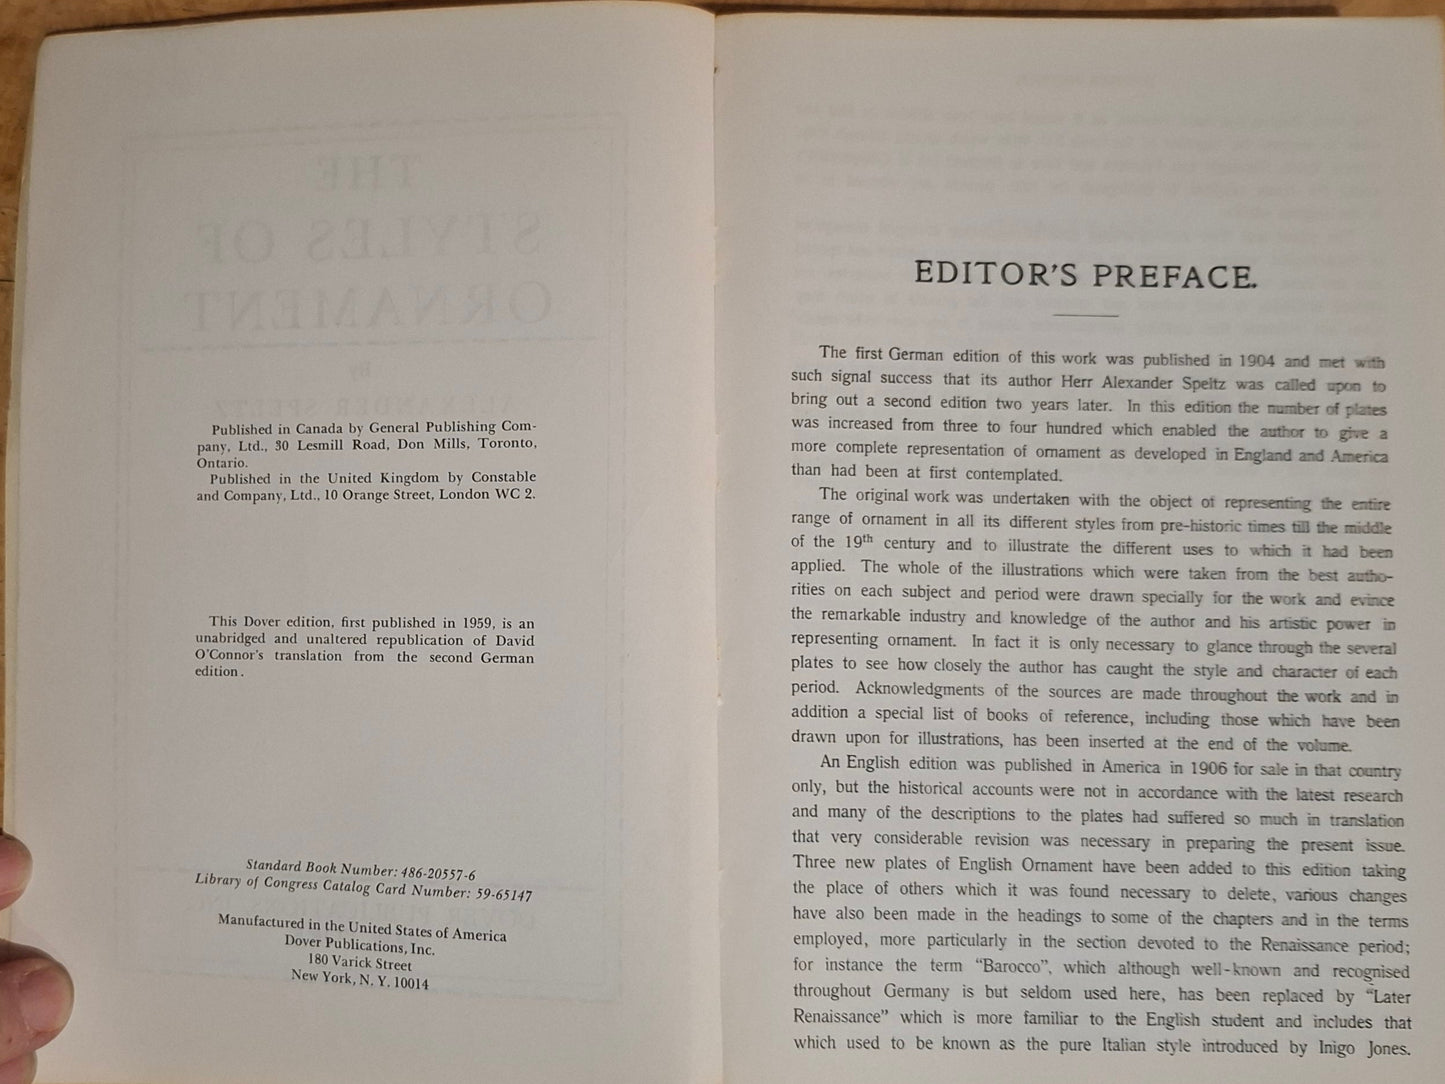 Published in Canada by General Publishing Com-
pany, Ltd., 30 Lesmill Road, Don Mills, Toronto,
Ontario.
Published in the United Kingdom by Constable
and Company, Ltd., 10 Orange Street, London WC 2.
This Dover edition, first published in 1959, is an
unabridged and unaltered republication of David
O'Connor's translation from the second German
edition.
Standard Book Number: 486-20557-6
Library of Congress Catalog Card Number: 59-65147
Manufactured in the United States of America
Dover Publications, Inc.
180 Varick Street
New York, N. Y. 10014
EDITOR'S PREFACE.
The first German edition of this work was published in 1904 and met with
such signal success that its author Herr Alexander Speltz was called upon to
bring out a second edition two years later. In this edition the number of plates
was increased from three to four hundred which enabled the author to give a
more complete representation of ornament as developed in England and America
than had been at first contemplated.
The original work was undertaken with the object of representing the entire
range of ornament in all its different styles from pre-historic times till the middle
of the 19th century and to illustrate the different uses to which it had been
applied. The whole of the illustrations which were taken from the best autho-
rities on each subject and period were drawn specially for the work and evince
the remarkable industry and knowledge of the author and his artistic power in
representing ornament. In fact it is only necessary to glance through the several
plates to see how closely the author has caught the style and character of each
period. Acknowledgments of the sources are made throughout the work and in
addition a special list of books of reference, including those which have been
drawn upon for illustrations, has been inserted at the end of the volume.
An English edition was published in America in 1906 for sale in that country
only, but the historical accounts were not in accordance with the latest research
and many of the descriptions to the plates had suffered so much in translation
that very considerable revision was necessary in preparing the present issue.
Three new plates of English Ornament have been added to this edition taking
the place of others which it was found necessary to delete, various changes
have also been made in the headings to some of the chapters and in the terms
employed, more particularly in the section devoted to the Renaissance period;
for instance the term "Barocco", which although well-known and recognised
throughout Germany is but seldom used here, has been replaced by "Later
Renaissance" which is more familiar to the English student and includes that
which used to be known as the pure Italian style introduced by Inigo Jones.